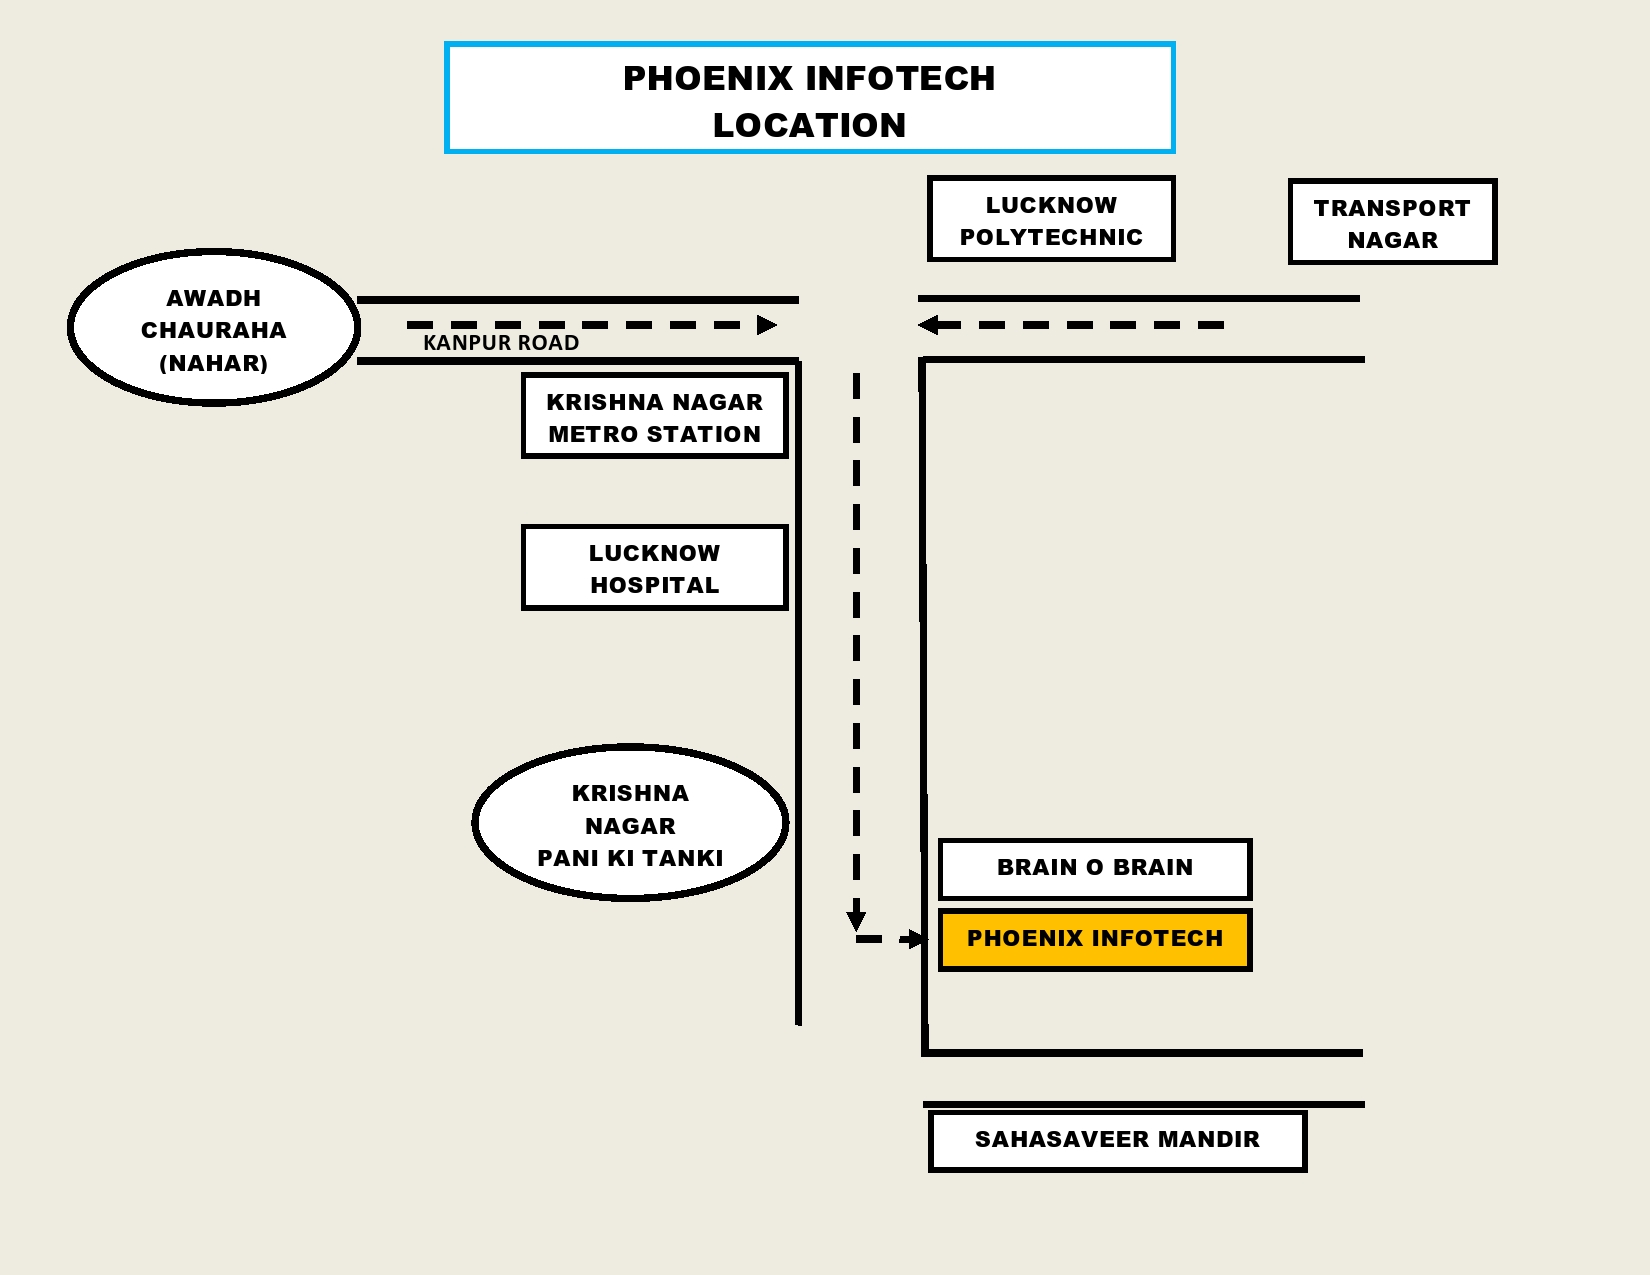 PHOENIX INFOTECH
LOCATION
LUCKNOW
POLYTECHNIC
TRANSPORT
NAGAR
AWADH
CHAURAHA
(NAHAR)
KANPUR ROAD
KRISHNA NAGAR
METRO STATION
LUCKNOW
HOSPITAL
KRISHNA
NAGAR
PANI KI TANKI
BRAIN O BRAIN
PHOENIX INFOTECH
SAHASAVEER MANDIR